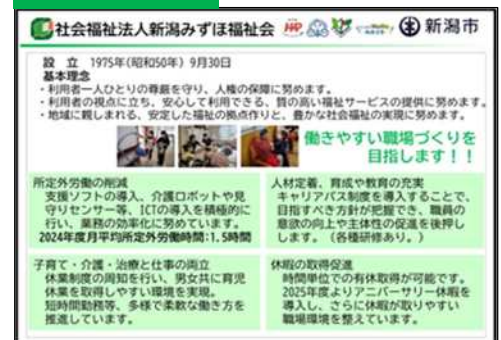 社会福祉法人新潟みずほ福祉会
新潟市
設 立 1975年(昭和50年) 9月30日
基本理念
・利用者一人ひとりの尊厳を守り、人権の保障に努めます。
・利用者の視点に立ち、安心して利用できる、質の高い福祉サービスの提供に努めます。
・地域に親しまれる、安定した福祉の拠点作りと、豊かな社会福祉の実現に努めます。
働きやすい職場づくりを
目指します！！
所定外労働の削減
支援ソフトの導入、介護ロボットや見
守りセンサー等、ICTの導入を積極的に
行い、業務の効率化に努めています。
2024年度月平均所定外労働時間：1.5時間
人材定着、育成や教育の充実
キャリアパス制度を導入することで、
目指すべき方針が把握でき、職員の
意欲の向上や主体性の促進を後押し
します。（各種研修あり。）
子育て・介護・治療と仕事の両立
休業制度の周知を行い、男女共に育児
休業を取得しやすい環境を実現。
短時間勤務等、多様で柔軟な働き方を
推進しています。
休暇の取得促進
時間単位での有休取得が可能です。
2025年度よりアニバーサリー休暇を
導入し、さらに休暇が取りやすい
職場環境を整えています。